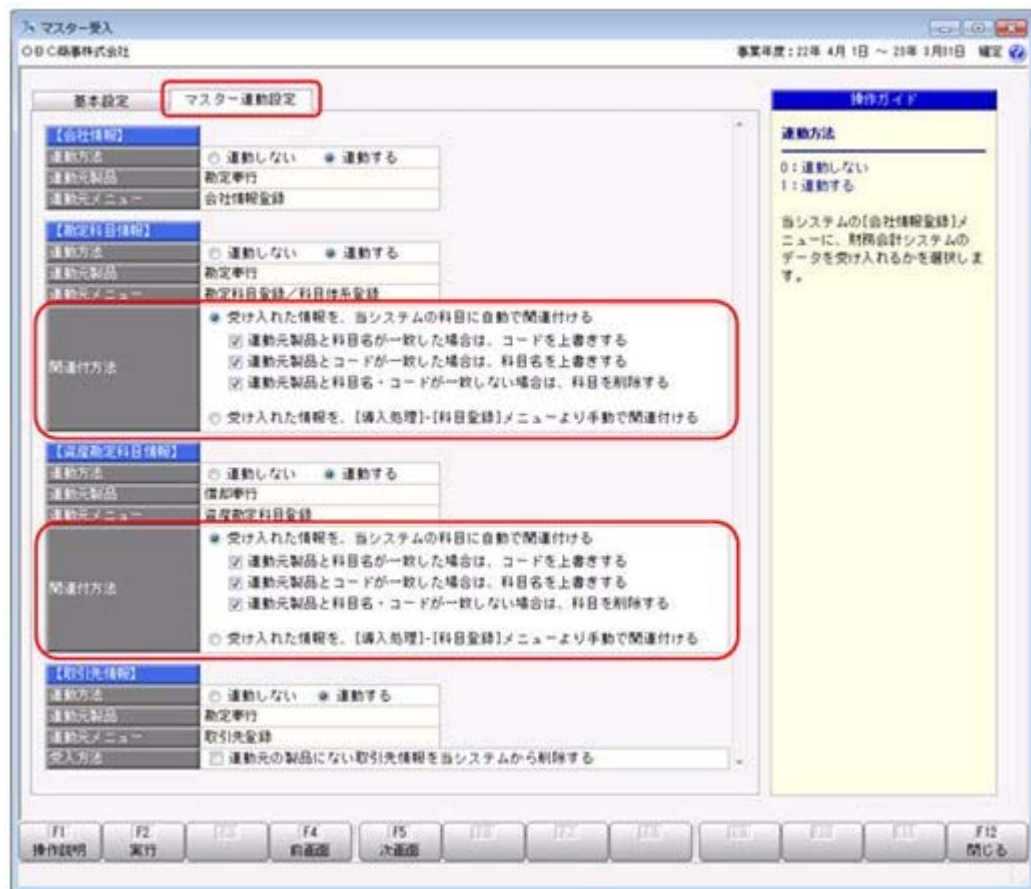 マスター受入
OBC商事株式会社
事業年度：22年 4月 1日 ～ 23年 3月31日 確定
基本設定
マスター連動設定
【会社情報】
連動方法 連動しない 連動する
連動元製品 勘定奉行
連動元メニュー 会社情報登録
【勘定科目情報】
連動方法 連動しない 連動する
連動元製品 勘定奉行
連動元メニュー 勘定科目登録／科目体系登録
関連付方法
受け入れた情報を、当システムの科目に自動で関連付ける
連動元製品と科目名が一致した場合は、コードを上書きする
連動元製品とコードが一致した場合は、科目名を上書きする
連動元製品と科目名・コードが一致しない場合は、科目を削除する
受け入れた情報を、[導入処理]-[科目登録]メニューより手動で関連付ける
【資産勘定科目情報】
連動方法 連動しない 連動する
連動元製品 償却奉行
連動元メニュー 資産勘定科目登録
関連付方法
受け入れた情報を、当システムの科目に自動で関連付ける
連動元製品と科目名が一致した場合は、コードを上書きする
連動元製品とコードが一致した場合は、科目名を上書きする
連動元製品と科目名・コードが一致しない場合は、科目を削除する
受け入れた情報を、[導入処理]-[科目登録]メニューより手動で関連付ける
【取引先情報】
連動方法 連動しない 連動する
連動元製品 勘定奉行
連動元メニュー 取引先登録
受入方法 連動元の製品にない取引先情報を当システムから削除する
操作ガイド
連動方法
0：連動しない
1：連動する
当システムの[会社情報登録]メ
ニューに、財務会計システムの
データを受け入れるかを選択しま
す。
F1 F2 F3 F4 F5 F6 F7 F8 F9 F10 F11 F12
操作説明 実行 前画面 次画面 閉じる